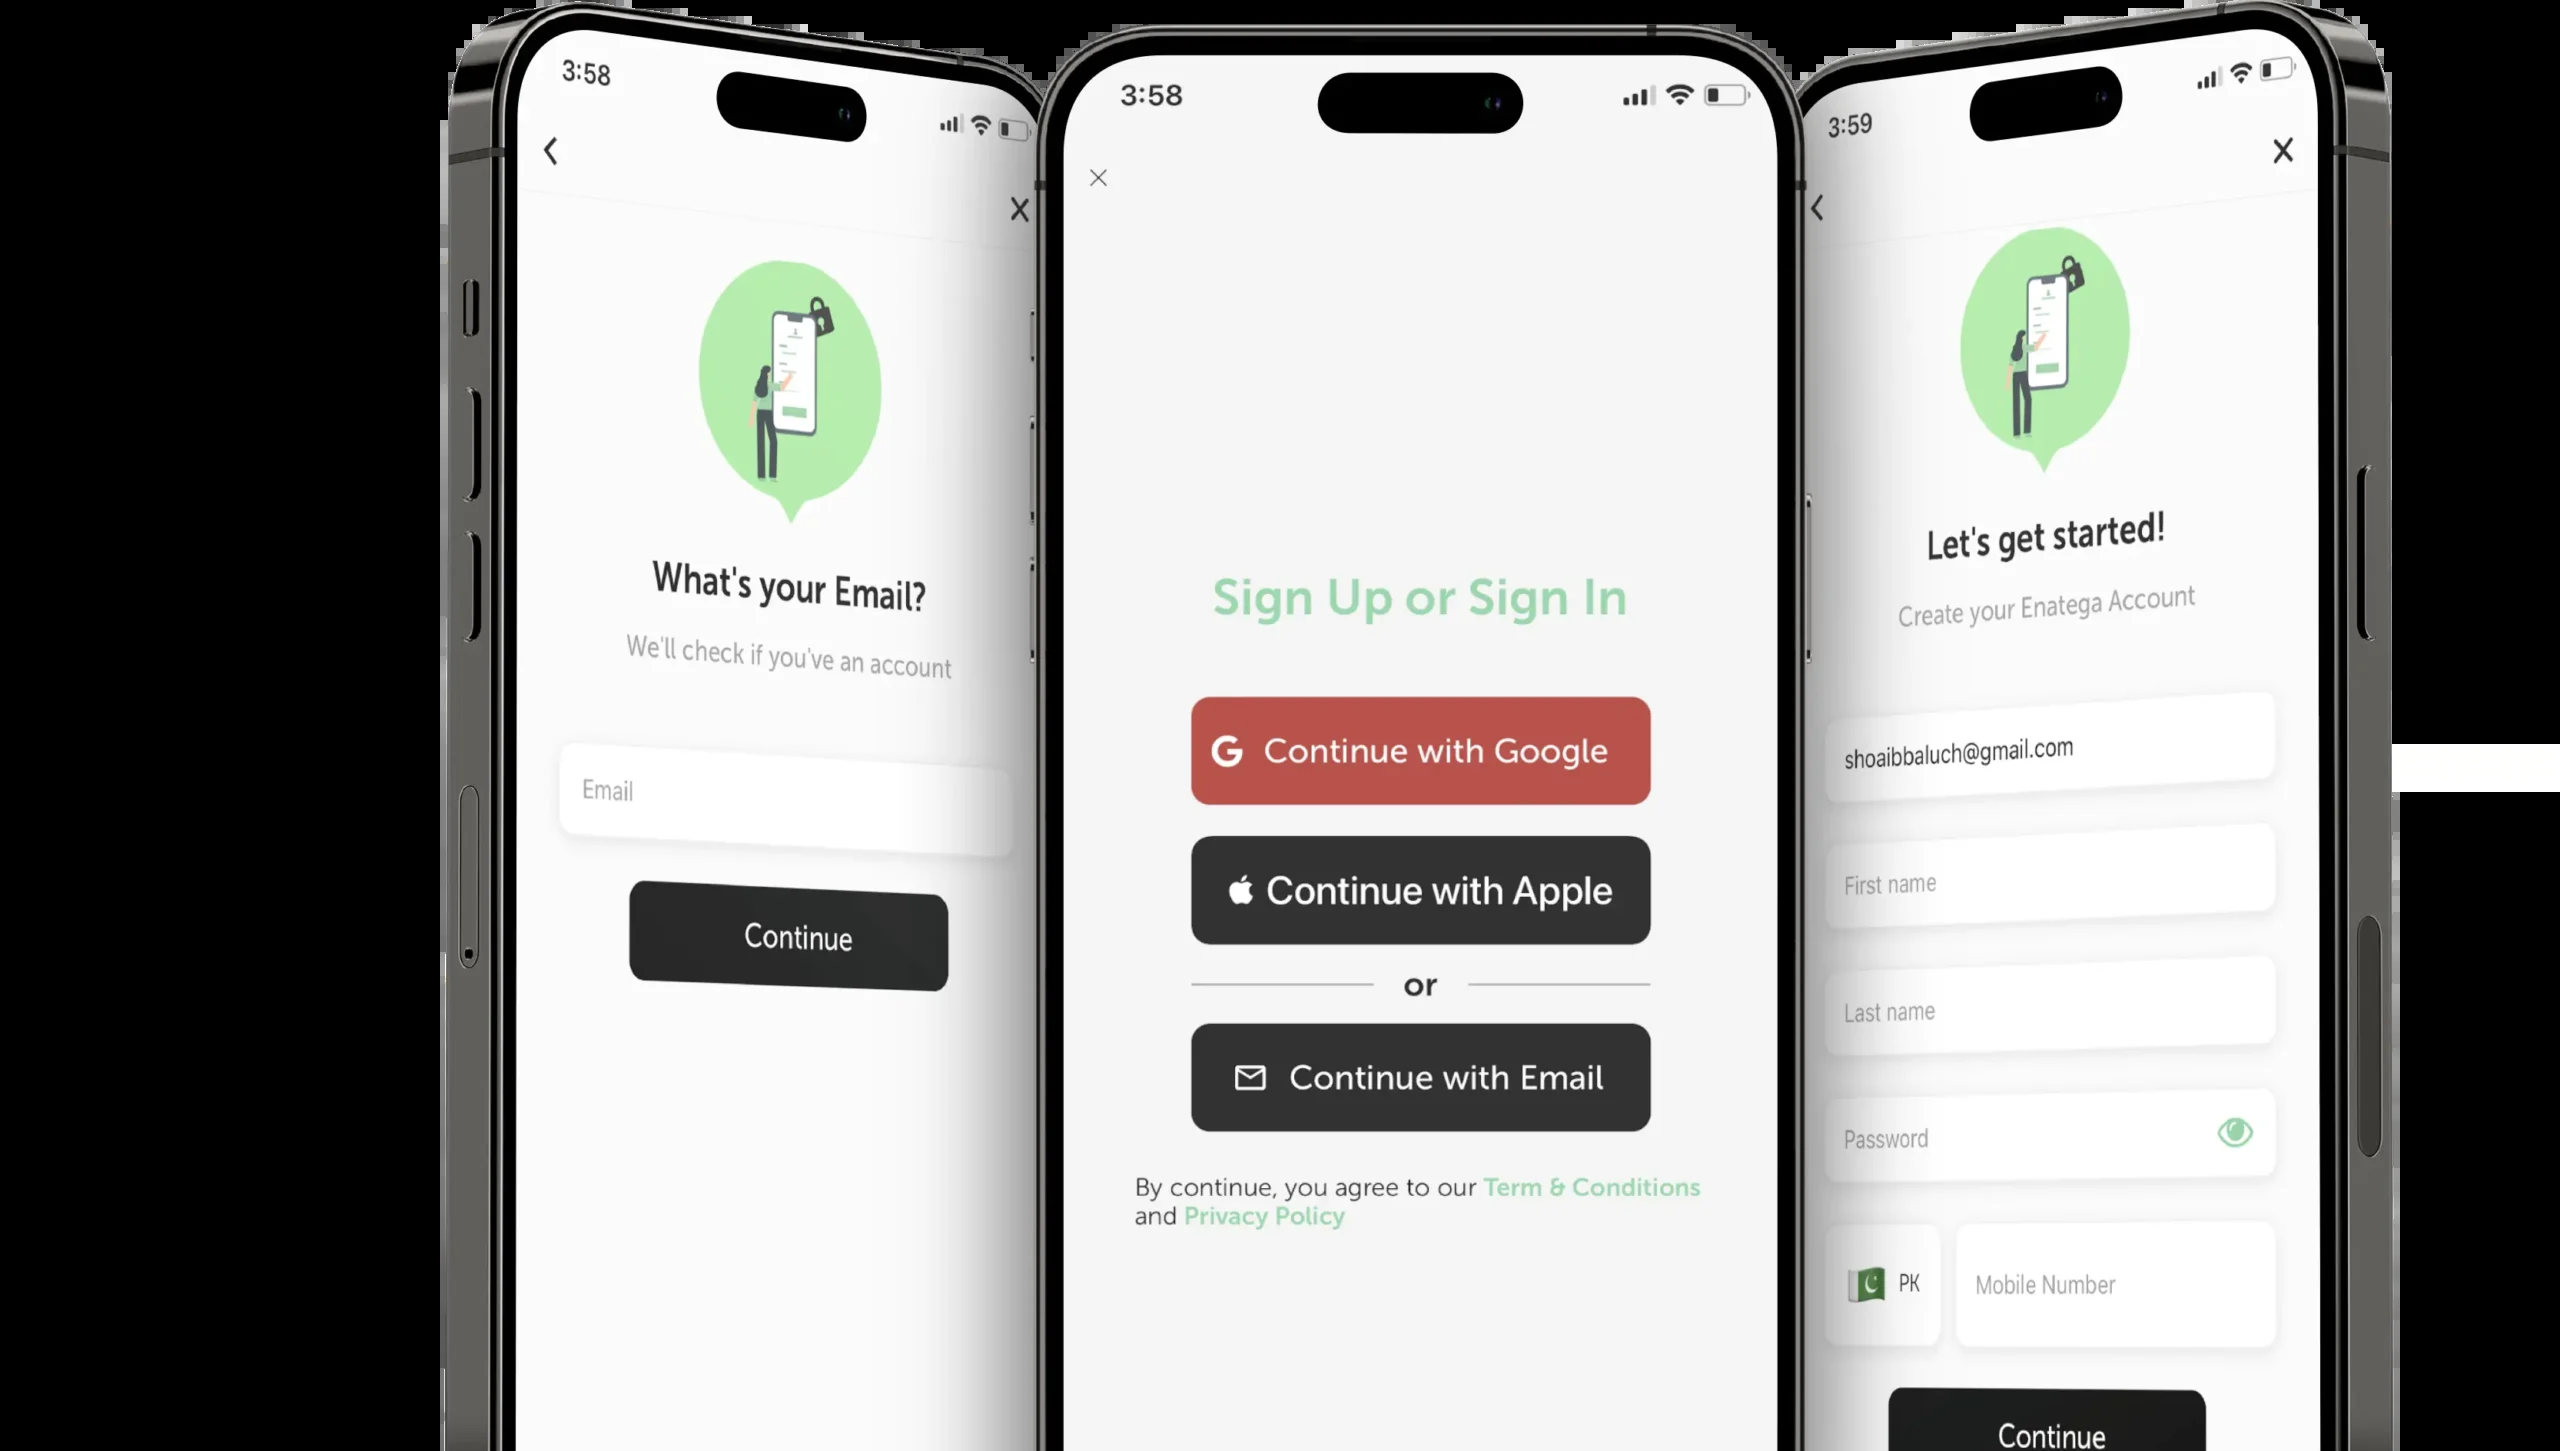 3:58
What's your Email?
We'll check if you've an account
Email
Continue
3:58
Sign Up or Sign In
Continue with Google
Continue with Apple
or
Continue with Email
By continue, you agree to our Term & Conditions
and Privacy Policy
3:59
Let's get started!
Create your Enatega Account
shoaibbaluch@gmail.com
First name
Last name
Password
PK
Mobile Number
Continue